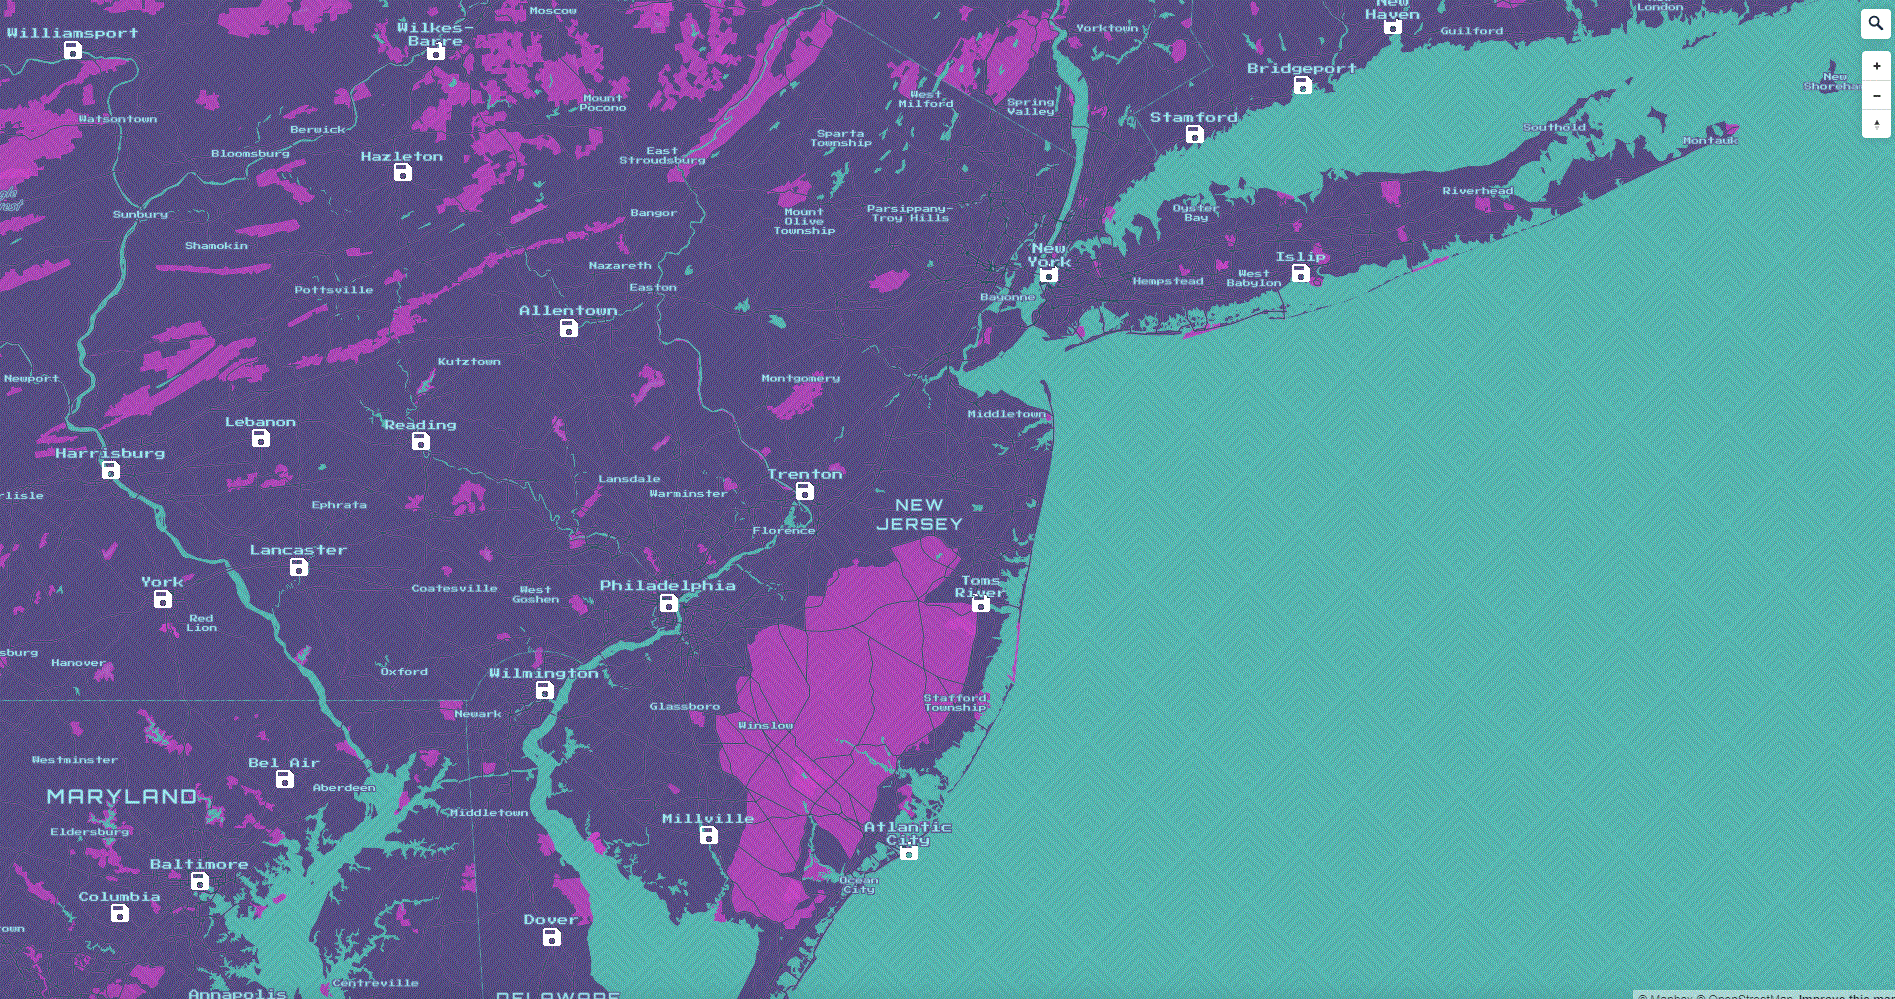 Moscow
New
Haven
London
Williamsport
Wilkes-
Barre
Yorktown
Guilford
Bridgeport
New
Mount
Pocono
West
Milford
Spring
Valley
Watsontown
Berwick
Stamford
Southold
Sparta
Township
Montauk
Bloomsburg
Hazleton
East
Stroudsburg
Riverhead
Sunbury
Bangor
Mount
Olive
Township
Parsippany-
Troy Hills
Oyster
Bay
Shamokin
New
York
Islip
Nazareth
Hempstead
West
Babylon
Pottsville
Easton
Bayonne
Allentown
Kutztown
Newport
Montgomery
Middletown
Lebanon
Reading
Harrisburg
Trenton
Lansdale
Warminster
rlisle
Ephrata
NEW
JERSEY
Florence
Lancaster
York
Coatesville
West
Goshen
Philadelphia
Toms
River
Red
Lion
sburg
Hanover
Oxford
Wilmington
Stafford
Township
Newark
Glassboro
Winslow
Westminster
Bel Air
Aberdeen
MARYLAND
Middletown
Millville
Eldersburg
Atlantic
City
Baltimore
Ocean
City
Columbia
Dover
own
Centreville
Annapolis
DELAWARE
© Mapbox © OpenStreetMap Improve this map